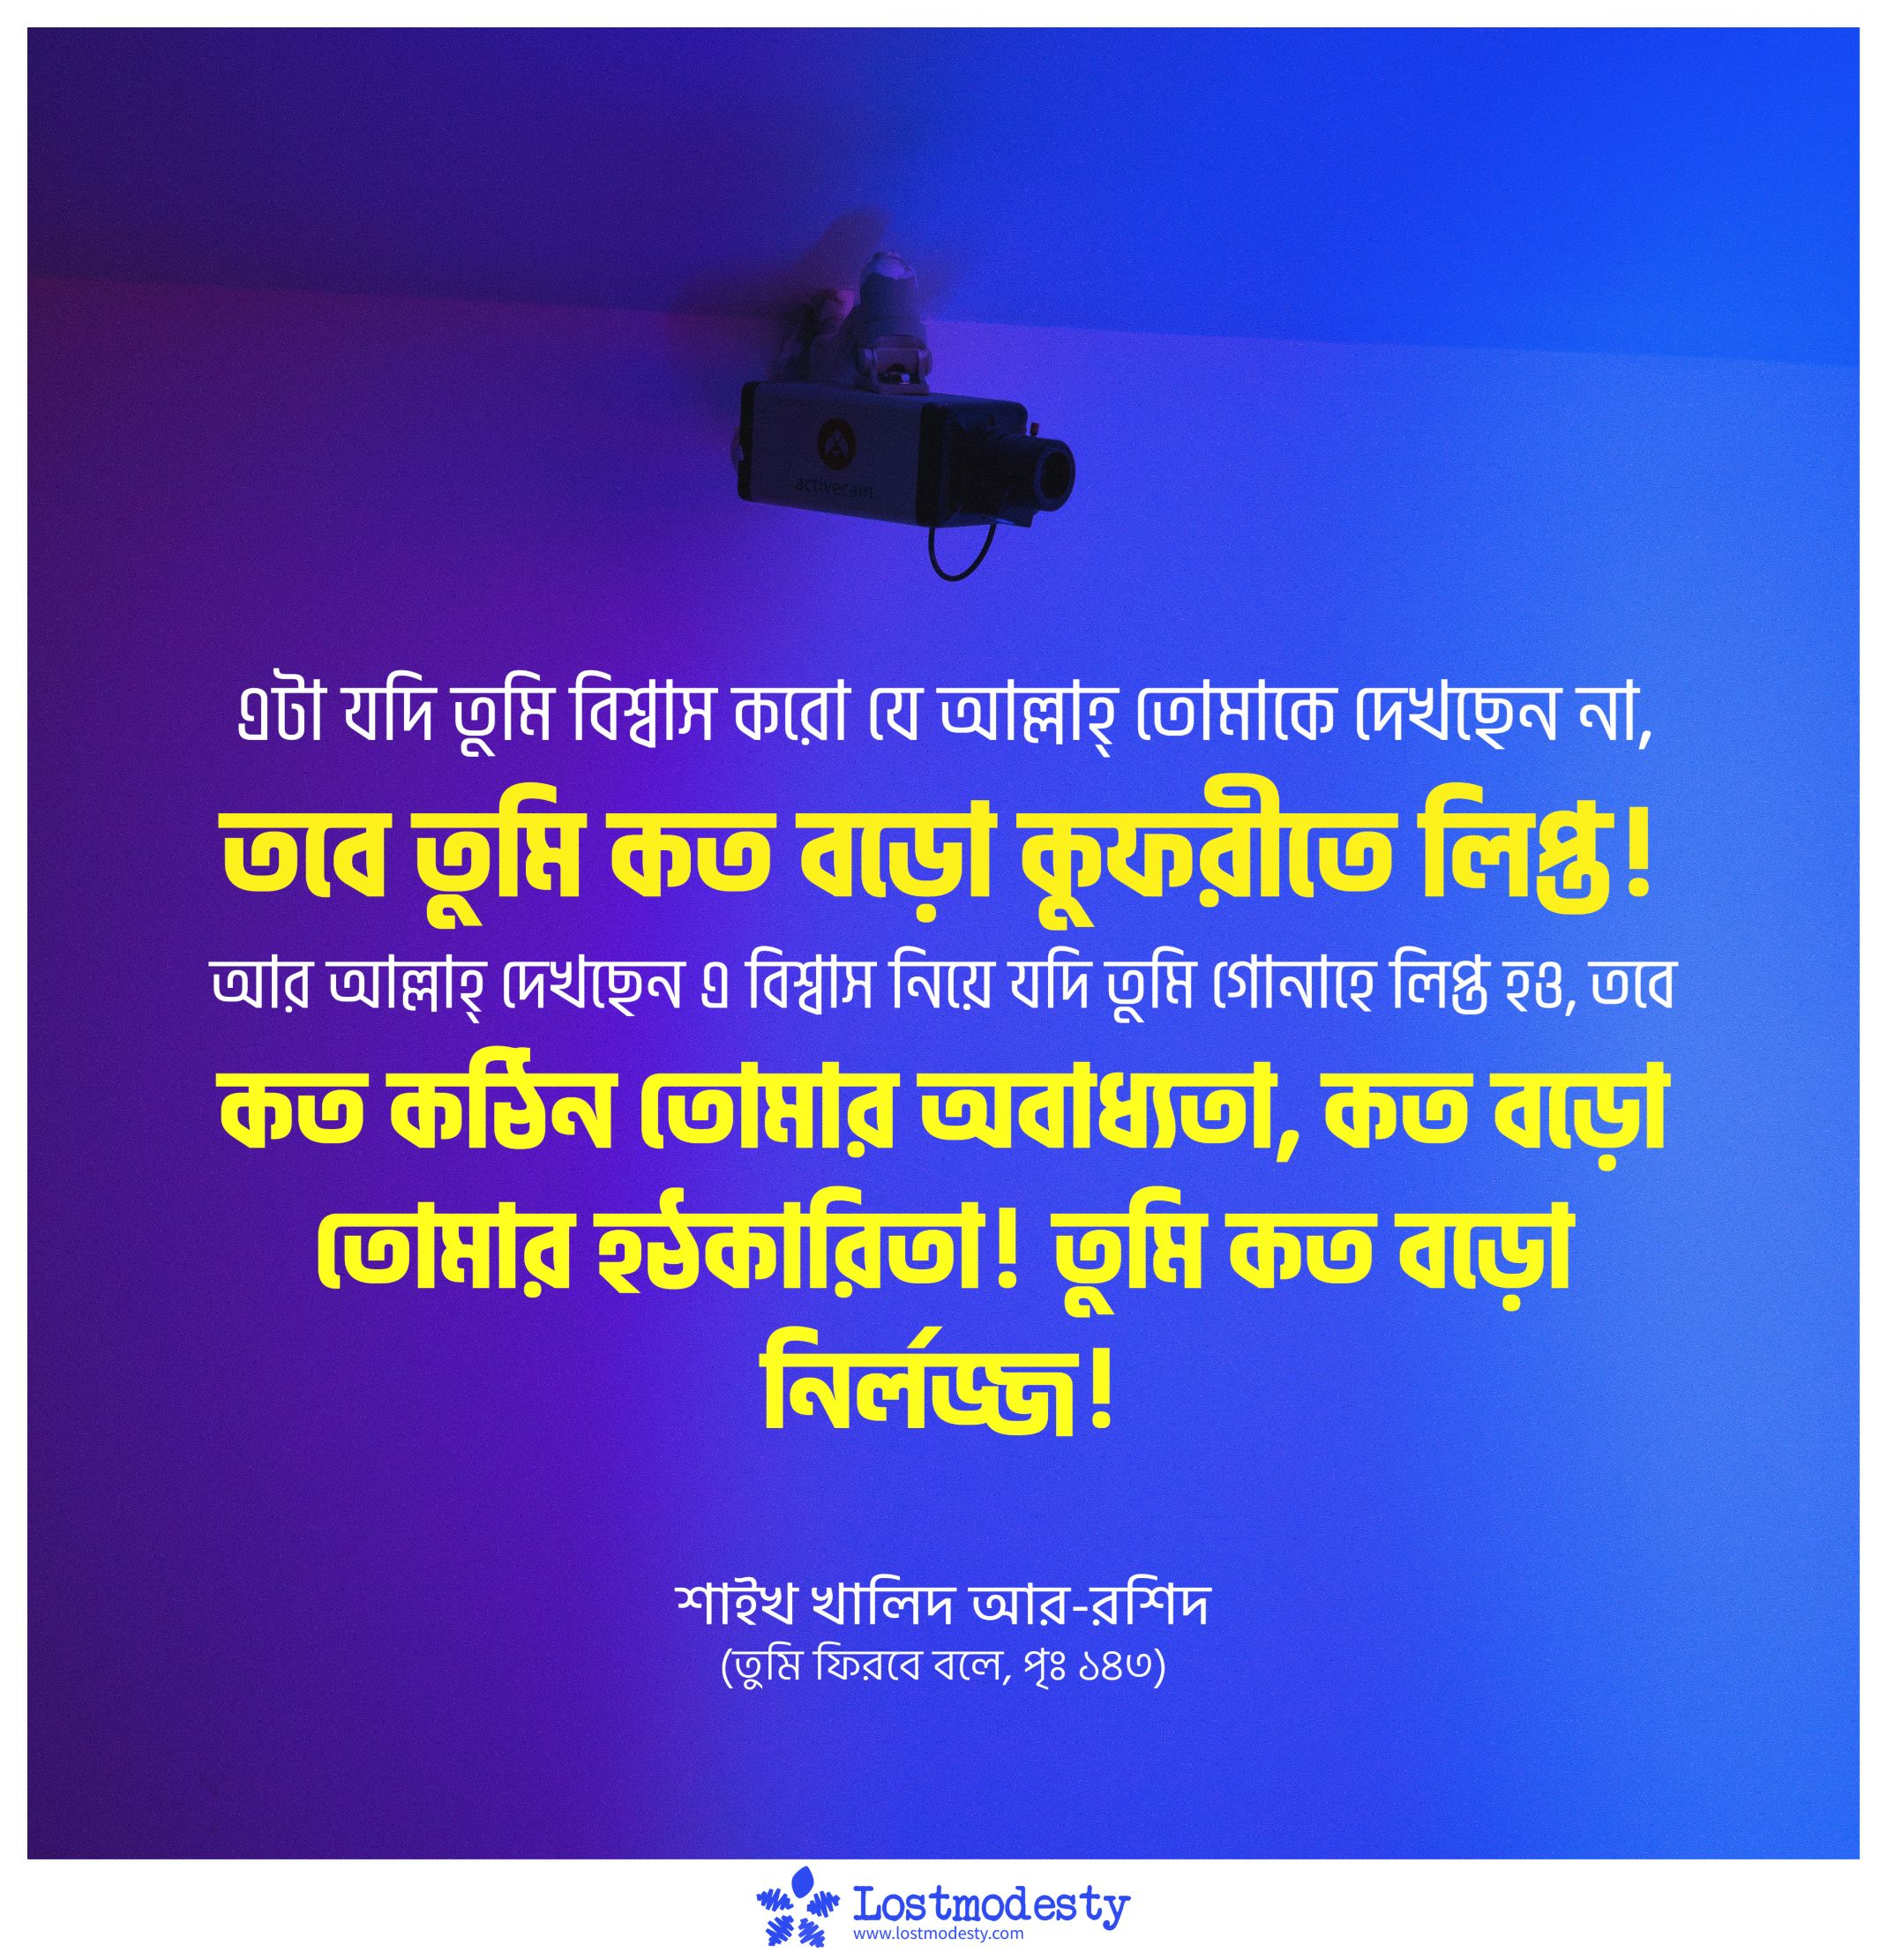 activecam
এটা যদি তুমি বিশ্বাস করো যে আল্লাহ্ তোমাকে দেখছেন না,
তবে তুমি কত বড়ো কুফরীতে লিপ্ত!
আর আল্লাহ্ দেখছেন এ বিশ্বাস নিয়ে যদি তুমি গোনাহে লিপ্ত হও, তবে
কত কঠিন তোমার অবাধ্যতা, কত বড়ো
তোমার হঠকারিতা! তুমি কত বড়ো
নির্লজ্জ!
শাইখ খালিদ আর-রশিদ
(তুমি ফিরবে বলে, পৃঃ ১৪৩)
Lostmodesty
www.lostmodesty.com